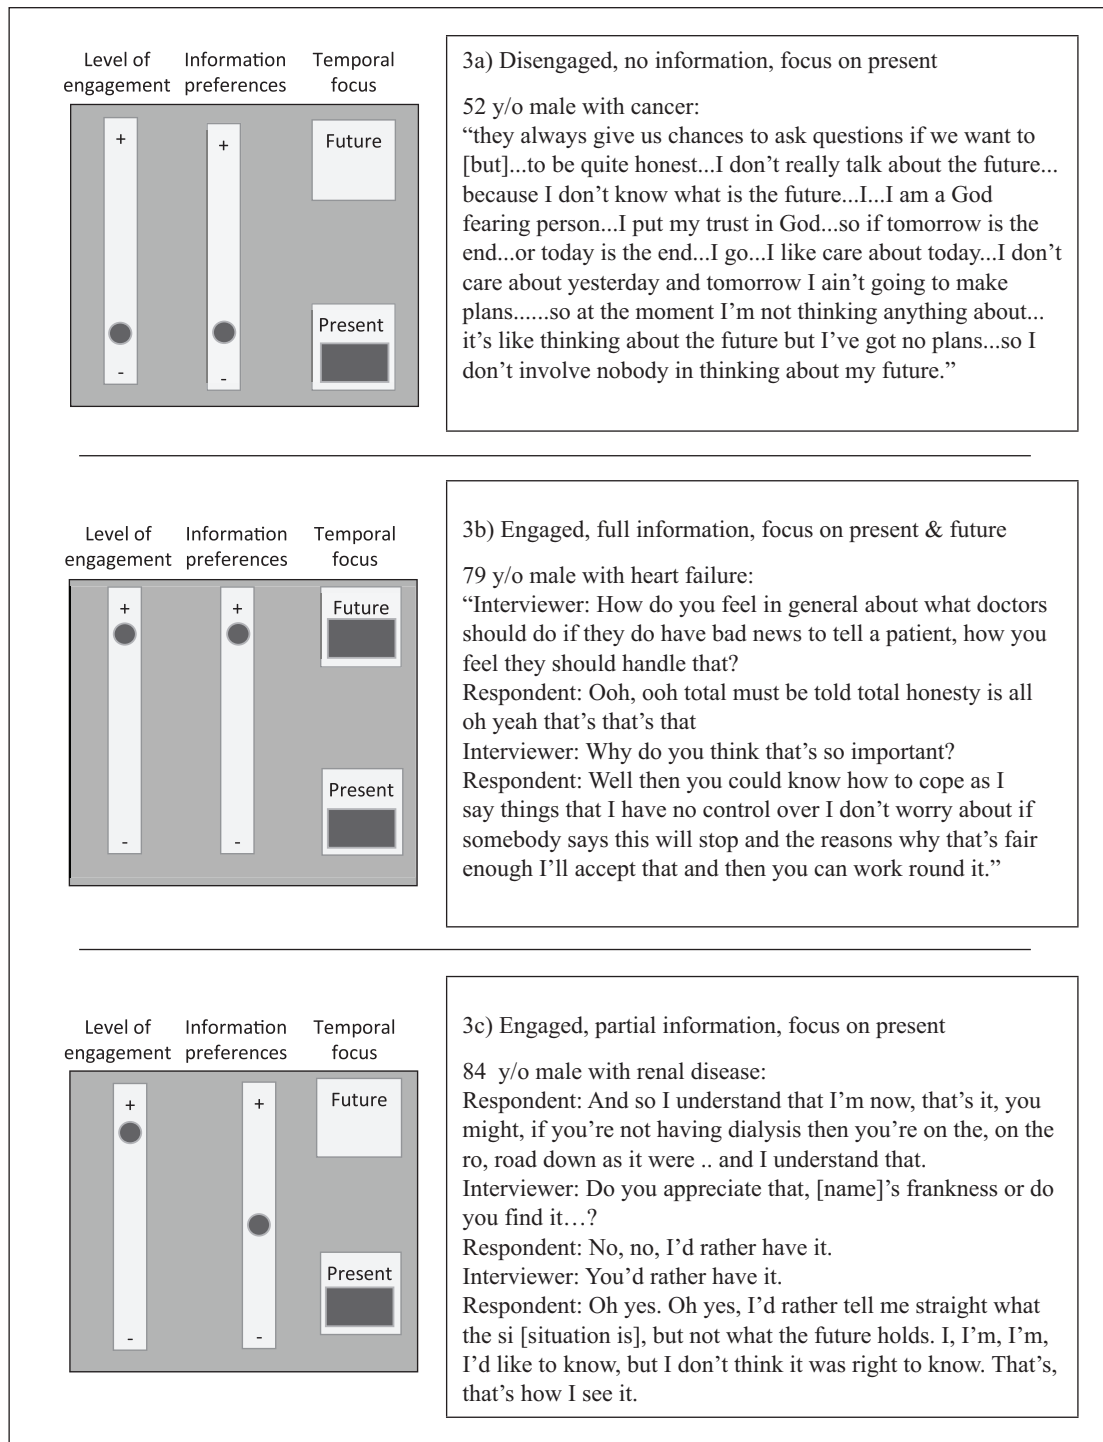 Level of engagement
Information preferences
Temporal focus
+
+
Future
Present
-
-
3a) Disengaged, no information, focus on present
52 y/o male with cancer:
“they always give us chances to ask questions if we want to
[but]...to be quite honest...I don’t really talk about the future...
because I don’t know what is the future...I...I am a God
fearing person...I put my trust in God...so if tomorrow is the
end...or today is the end...I go...I like care about today...I don’t
care about yesterday and tomorrow I ain’t going to make
plans......so at the moment I’m not thinking anything about...
it’s like thinking about the future but I’ve got no plans...so I
don’t involve nobody in thinking about my future.”
Level of engagement
Information preferences
Temporal focus
+
+
Future
Present
-
-
3b) Engaged, full information, focus on present & future
79 y/o male with heart failure:
“Interviewer: How do you feel in general about what doctors
should do if they do have bad news to tell a patient, how you
feel they should handle that?
Respondent: Ooh, ooh total must be told total honesty is all
oh yeah that’s that’s that
Interviewer: Why do you think that’s so important?
Respondent: Well then you could know how to cope as I
say things that I have no control over I don’t worry about if
somebody says this will stop and the reasons why that’s fair
enough I’ll accept that and then you can work round it.”
Level of engagement
Information preferences
Temporal focus
+
+
Future
Present
-
-
3c) Engaged, partial information, focus on present
84 y/o male with renal disease:
Respondent: And so I understand that I’m now, that’s it, you
might, if you’re not having dialysis then you’re on the, on the
ro, road down as it were .. and I understand that.
Interviewer: Do you appreciate that, [name]’s frankness or do
you find it…?
Respondent: No, no, I’d rather have it.
Interviewer: You’d rather have it.
Respondent: Oh yes. Oh yes, I’d rather tell me straight what
the si [situation is], but not what the future holds. I, I’m, I’m,
I’d like to know, but I don’t think it was right to know. That’s,
that’s how I see it.